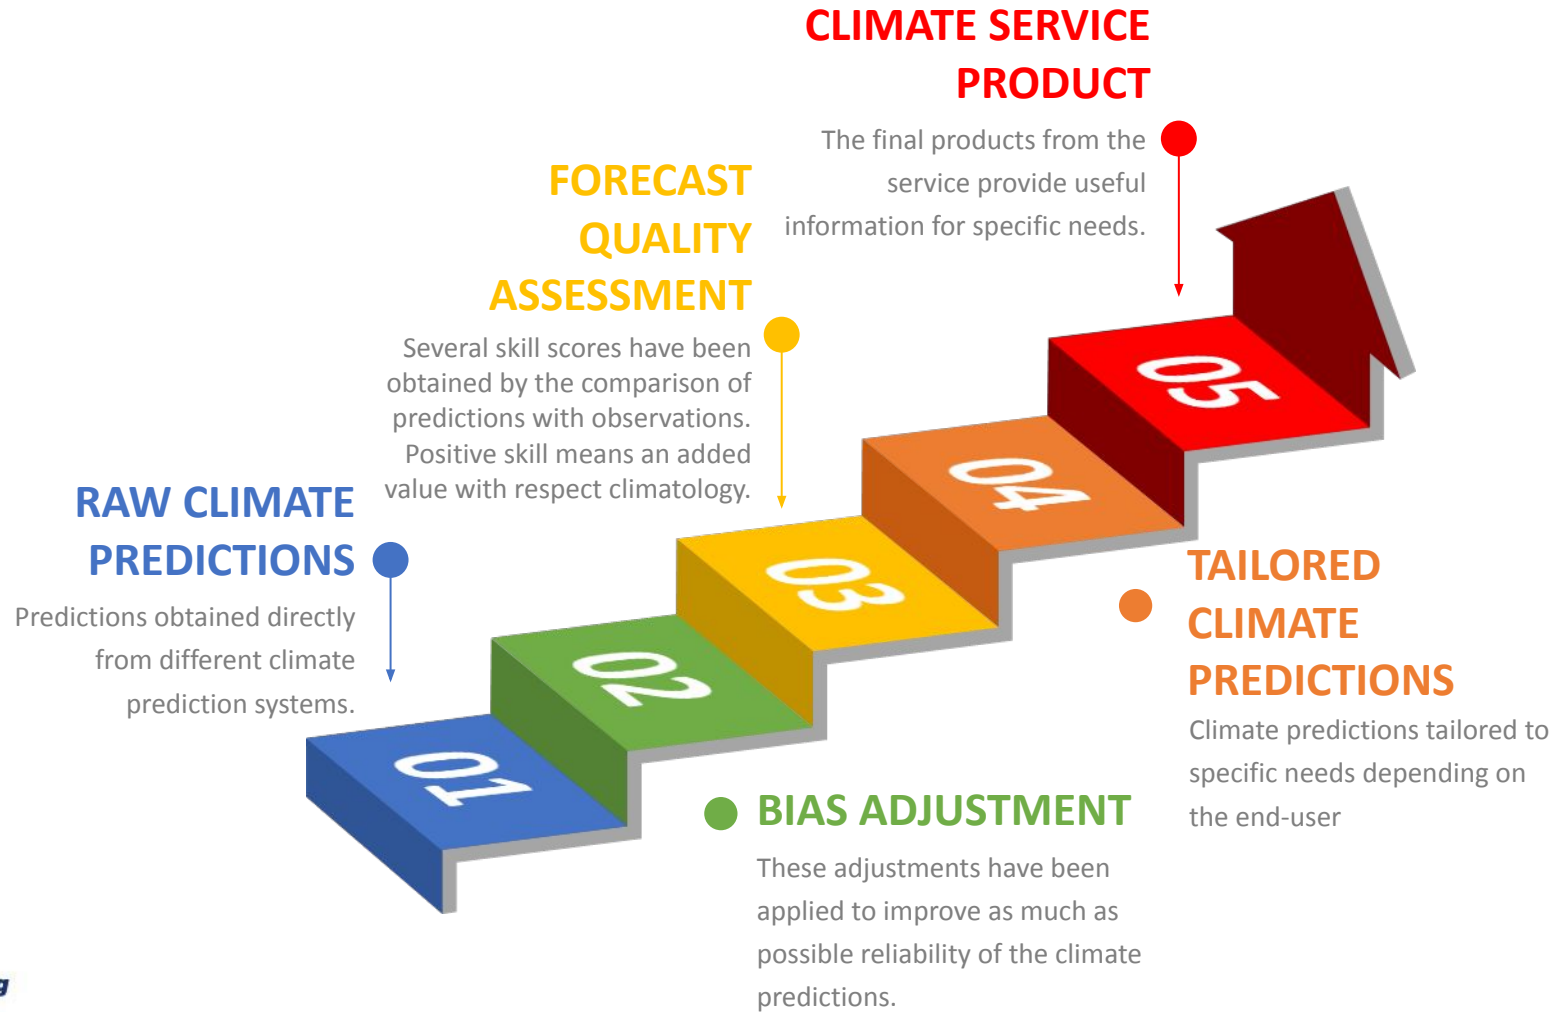 CLIMATE SERVICE
PRODUCT
The final products from the
service provide useful
information for specific needs.
FORECAST
QUALITY
ASSESSMENT
Several skill scores have been
obtained by the comparison of
predictions with observations.
Positive skill means an added
value with respect climatology.
RAW CLIMATE
PREDICTIONS
Predictions obtained directly
from different climate
prediction systems.
01
02
03
04
05
TAILORED
CLIMATE
PREDICTIONS
Climate predictions tailored to
specific needs depending on
the end-user
BIAS ADJUSTMENT
These adjustments have been
applied to improve as much as
possible reliability of the climate
predictions.
g